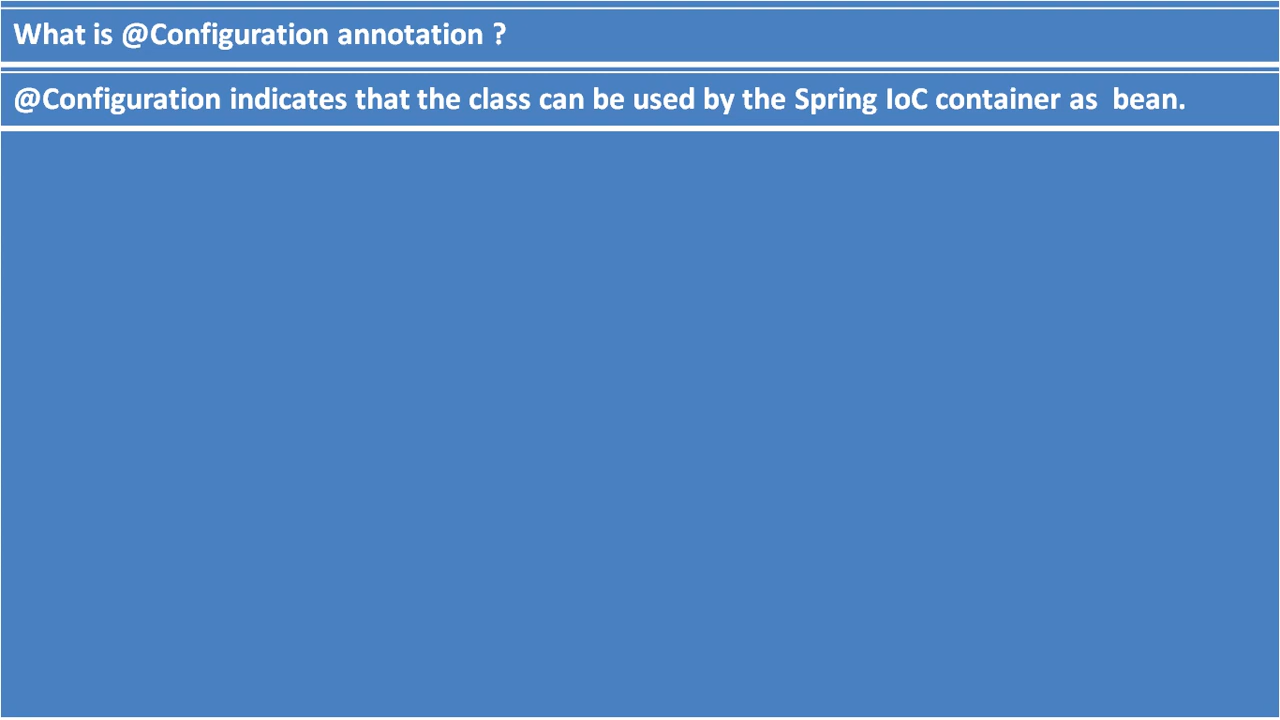 What is @Configuration annotation ?
@Configuration indicates that the class can be used by the Spring IoC container as  bean.